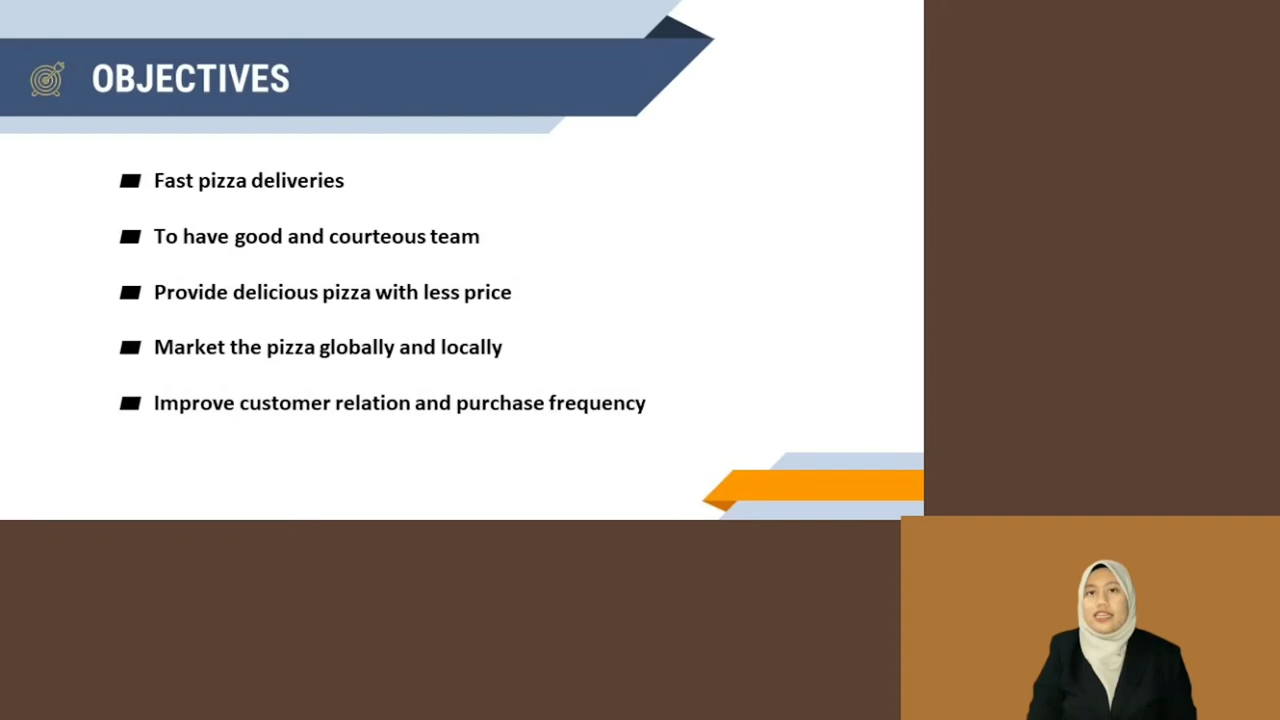 OBJECTIVES
Fast pizza deliveries
To have good and courteous team
Provide delicious pizza with less price
Market the pizza globally and locally
Improve customer relation and purchase frequency